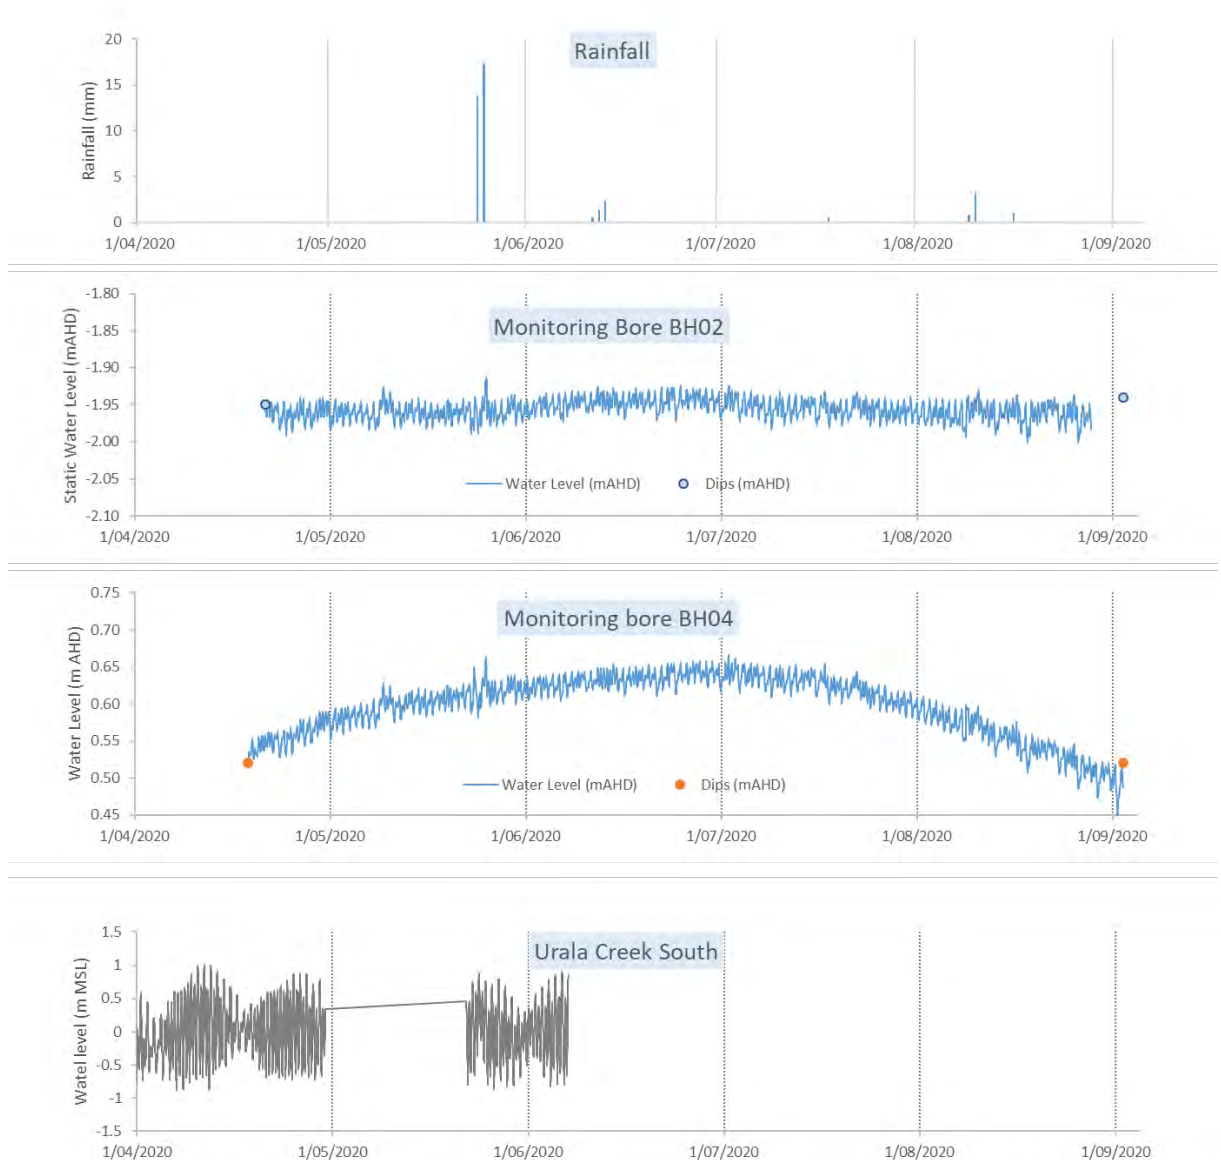 Rainfall
Rainfall (mm)
20
15
10
5
0
1/04/2020 1/05/2020 1/06/2020 1/07/2020 1/08/2020 1/09/2020
Monitoring Bore BH02
Static Water Level (mAHD)
-1.80
-1.85
-1.90
-1.95
-2.00
-2.05
-2.10
Water Level (mAHD) Dips (mAHD)
1/04/2020 1/05/2020 1/06/2020 1/07/2020 1/08/2020 1/09/2020
Monitoring bore BH04
Water Level (m AHD)
0.75
0.70
0.65
0.60
0.55
0.50
0.45
Water Level (mAHD) Dips (mAHD)
1/04/2020 1/05/2020 1/06/2020 1/07/2020 1/08/2020 1/09/2020
Urala Creek South
Watel level (m MSL)
1.5
1
0.5
0
-0.5
-1
-1.5
1/04/2020 1/05/2020 1/06/2020 1/07/2020 1/08/2020 1/09/2020